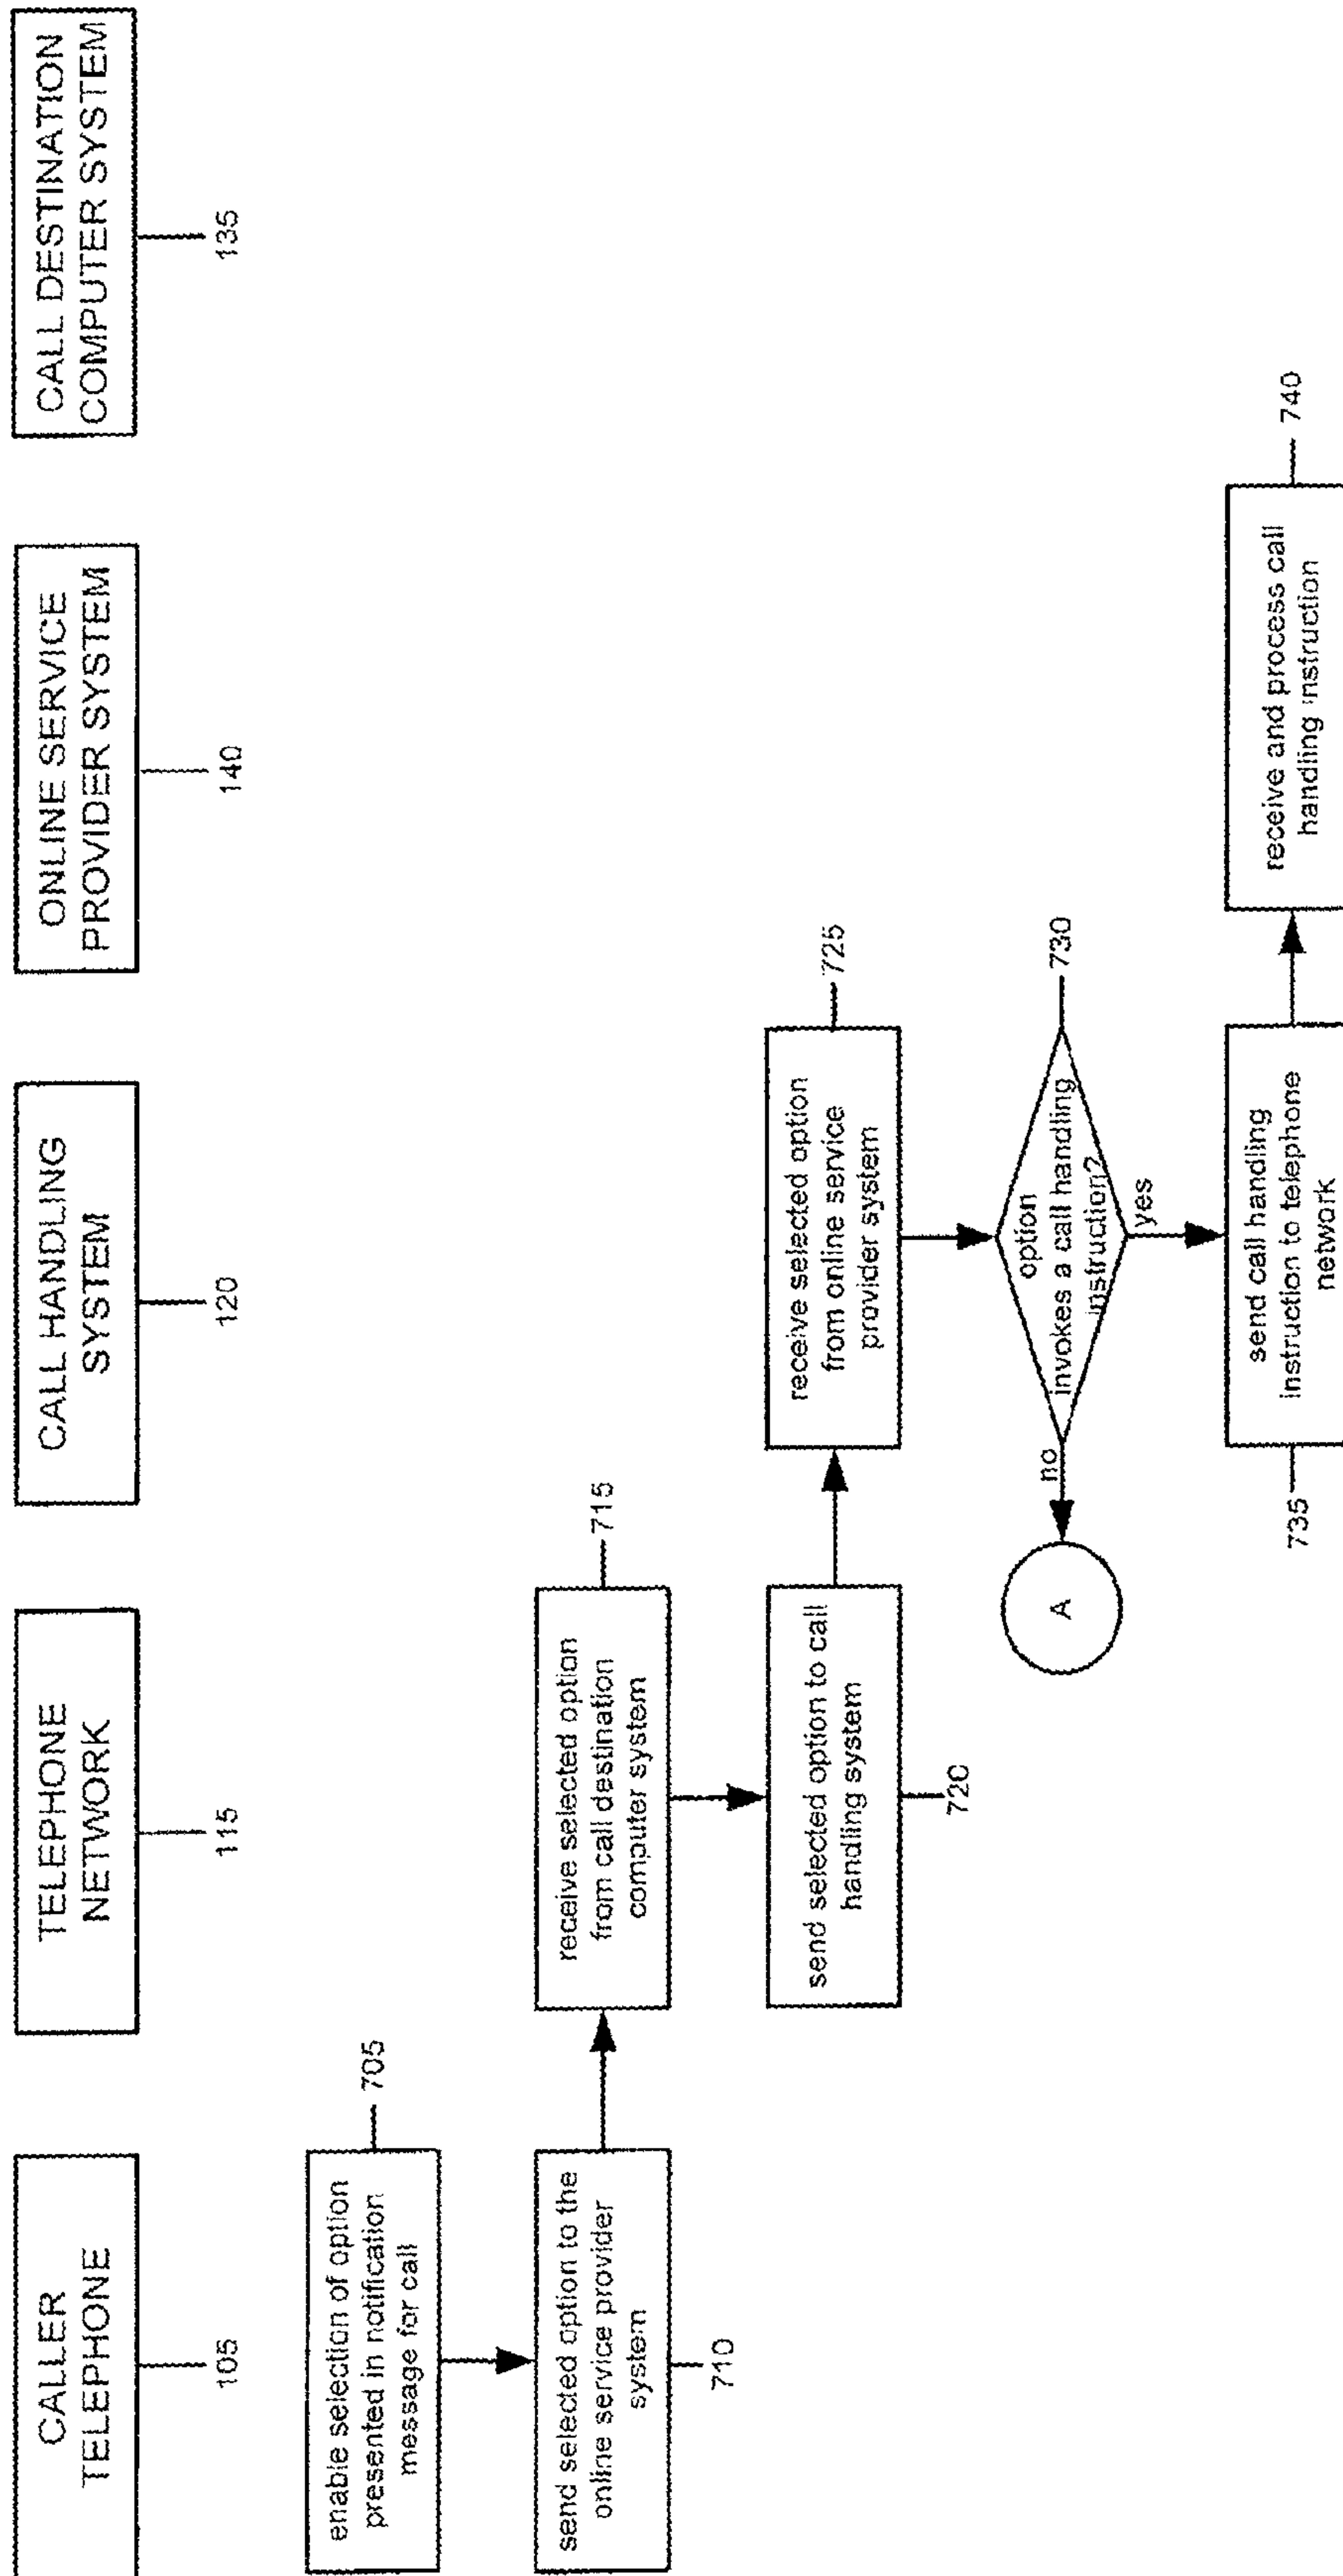 CALLER
TELEPHONE
105
TELEPHONE
NETWORK
115
CALL HANDLING
SYSTEM
120
ONLINE SERVICE
PROVIDER SYSTEM
140
CALL DESTINATION
COMPUTER SYSTEM
135
enable selection of option
presented in notification
message for call
705
send selected option to the
online service provider
system
710
receive selected option
from call destination
computer system
715
send selected option to call
handling system
720
receive selected option
from online service
provider system
725
option
invokes a call handling
instruction?
730
no
A
yes
send call handling
instruction to telephone
network
735
receive and process call
handling instruction
740